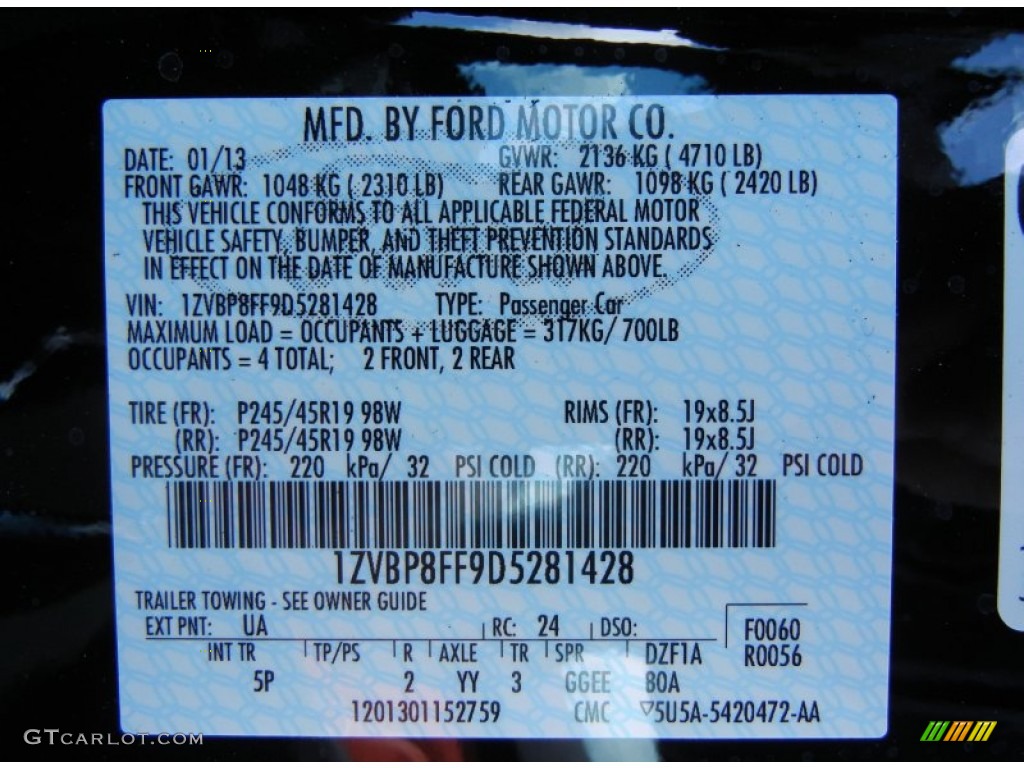 MFD. BY FORD MOTOR CO.
DATE: 01/13 GVWR: 2136 KG ( 4710 LB)
FRONT GAWR: 1048 KG ( 2310 LB) REAR GAWR: 1098 KG ( 2420 LB)
THIS VEHICLE CONFORMS TO ALL APPLICABLE FEDERAL MOTOR
VEHICLE SAFETY, BUMPER, AND THEFT PREVENTION STANDARDS
IN EFFECT ON THE DATE OF MANUFACTURE SHOWN ABOVE.
VIN: 1ZVBP8FF9D5281428 TYPE: Passenger Car
MAXIMUM LOAD = OCCUPANTS + LUGGAGE = 317KG/ 700LB
OCCUPANTS = 4 TOTAL; 2 FRONT, 2 REAR
TIRE (FR): P245/45R19 98W RIMS (FR): 19x8.5J
(RR): P245/45R19 98W (RR): 19x8.5J
PRESSURE (FR): 220 kPa/ 32 PSI COLD (RR): 220 kPa/ 32 PSI COLD
1ZVBP8FF9D5281428
TRAILER TOWING - SEE OWNER GUIDE
EXT PNT: UA RC: 24 DSO: F0060
INT TR TP/PS R AXLE TR SPR DZF1A R0056
5P 2 YY 3 GGEE 80A
1201301152759 CMC ▽5U5A-5420472-AA
GTCARLOT.COM